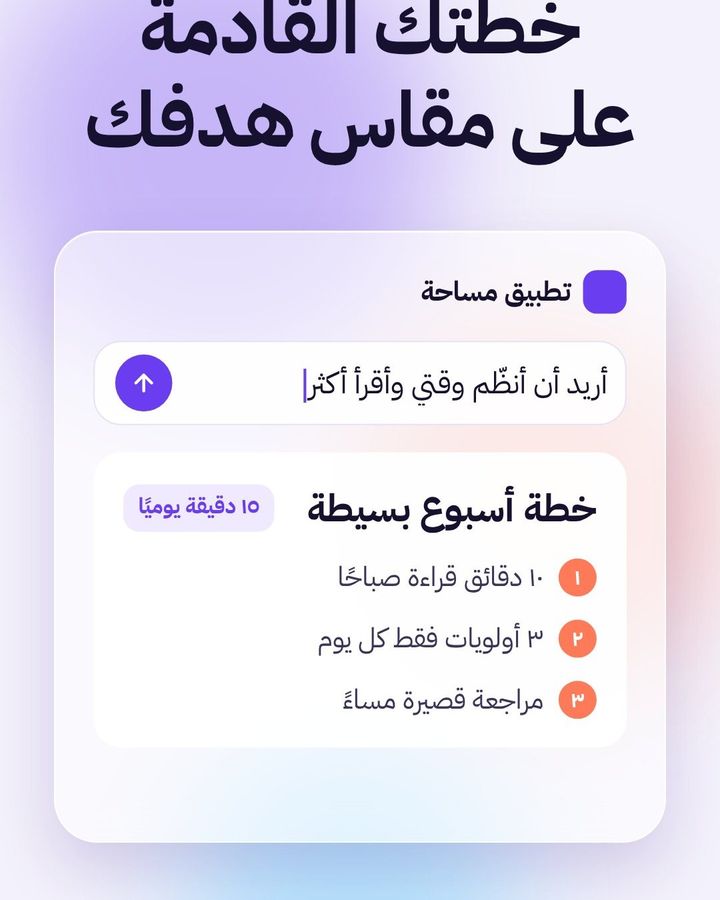 خطتك القادمة
على مقاس هدفك
تطبيق مساحة
أريد أن أنظّم وقتي وأقرأ أكثر
خطة أسبوع بسيطة
١٥ دقيقة يوميًا
١ ١٠ دقائق قراءة صباحًا
٢ ٣ أولويات فقط كل يوم
٣ مراجعة قصيرة مساءً